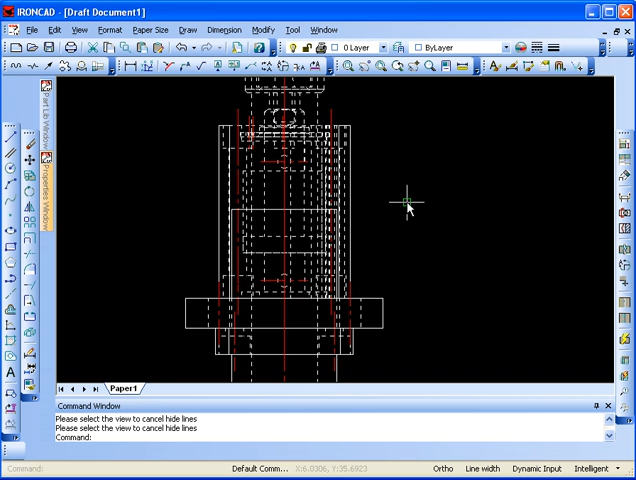 IRONCAD - [Draft Document1]
File Edit View Format Paper Size Draw Dimension Modify Tools Window
0 Layer ByLayer
Part Lib Window
Properties Window
A
Paper1
Command Window
Please select the view to cancel hide lines
Please select the view to cancel hide lines
Command:
Command: Default Comm... X:6.0306, Y:35.6923 Ortho Line width Dynamic Input Intelligent